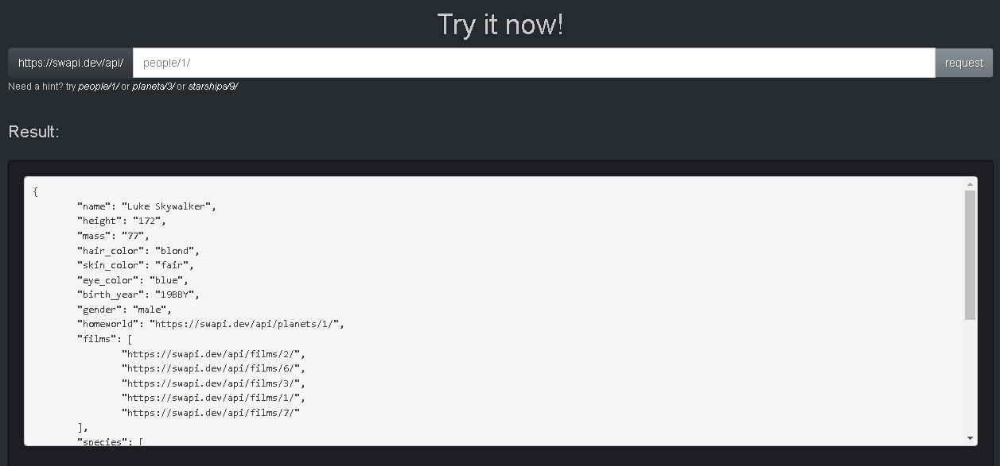 Try it now!
https://swapi.dev/api/ people/1/ request
Need a hint? try people/1/ or planets/3/ or starships/9/
Result:
{
"name": "Luke Skywalker",
"height": "172",
"mass": "77",
"hair_color": "blond",
"skin_color": "fair",
"eye_color": "blue",
"birth_year": "19BBY",
"gender": "male",
"homeworld": "https://swapi.dev/api/planets/1/",
"films": [
"https://swapi.dev/api/films/2/",
"https://swapi.dev/api/films/6/",
"https://swapi.dev/api/films/3/",
"https://swapi.dev/api/films/1/",
"https://swapi.dev/api/films/7/"
],
"species": [